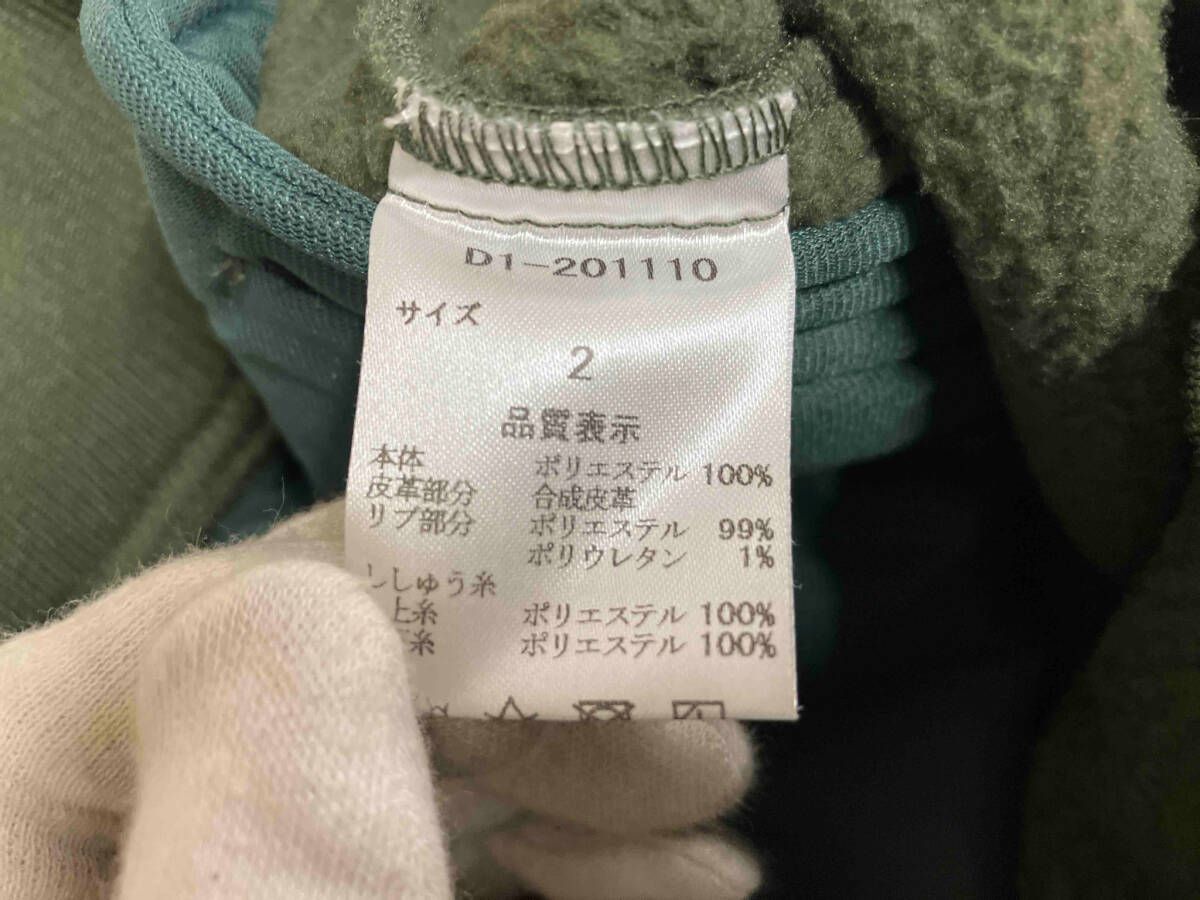 D1-201110
サイズ
2
品質表示
本体 ポリエステル 100%
皮革部分 合成皮革
リブ部分 ポリエステル 99%
ポリウレタン 1%
ししゅう糸
上糸 ポリエステル 100%
糸 ポリエステル 100%